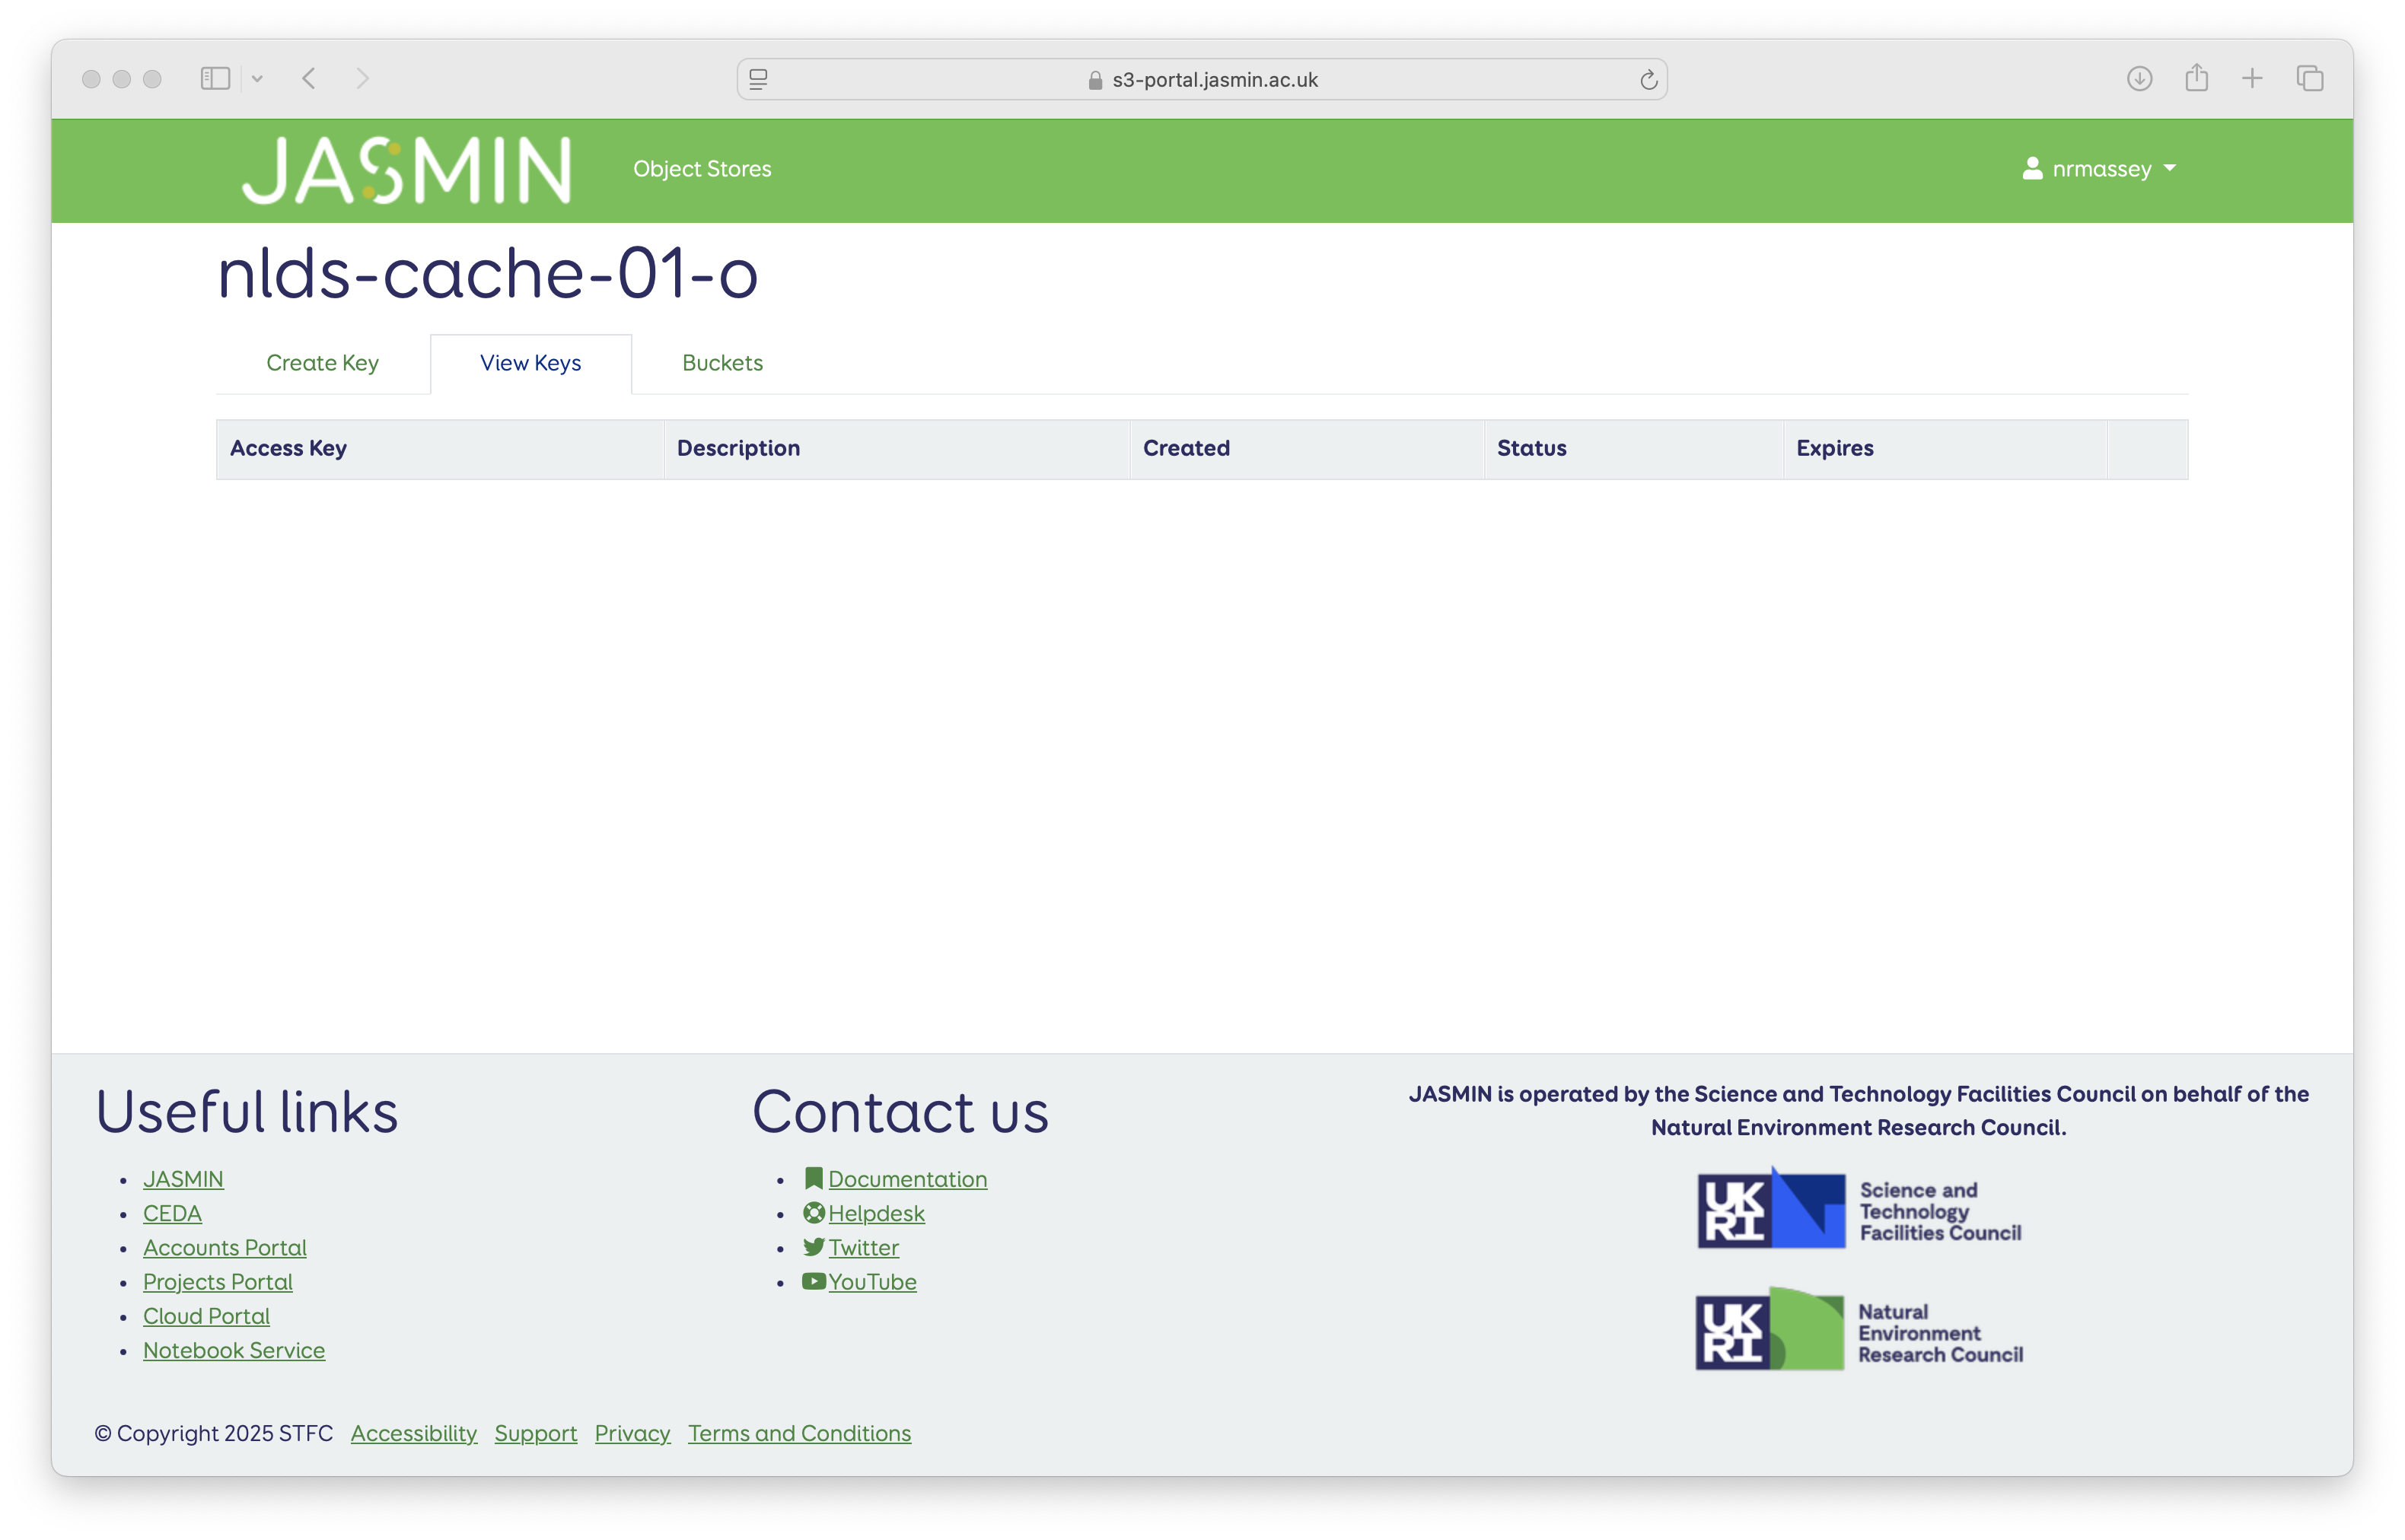 s3-portal.jasmin.ac.uk
JASMIN Object Stores nrmassey
nlds-cache-01-o
Create Key View Keys Buckets
Access Key Description Created Status Expires
Useful links
JASMIN
CEDA
Accounts Portal
Projects Portal
Cloud Portal
Notebook Service
Contact us
Documentation
Helpdesk
Twitter
YouTube
JASMIN is operated by the Science and Technology Facilities Council on behalf of the
Natural Environment Research Council.
UK
RI
Science and
Technology
Facilities Council
UK
RI
Natural
Environment
Research Council
© Copyright 2025 STFC Accessibility Support Privacy Terms and Conditions